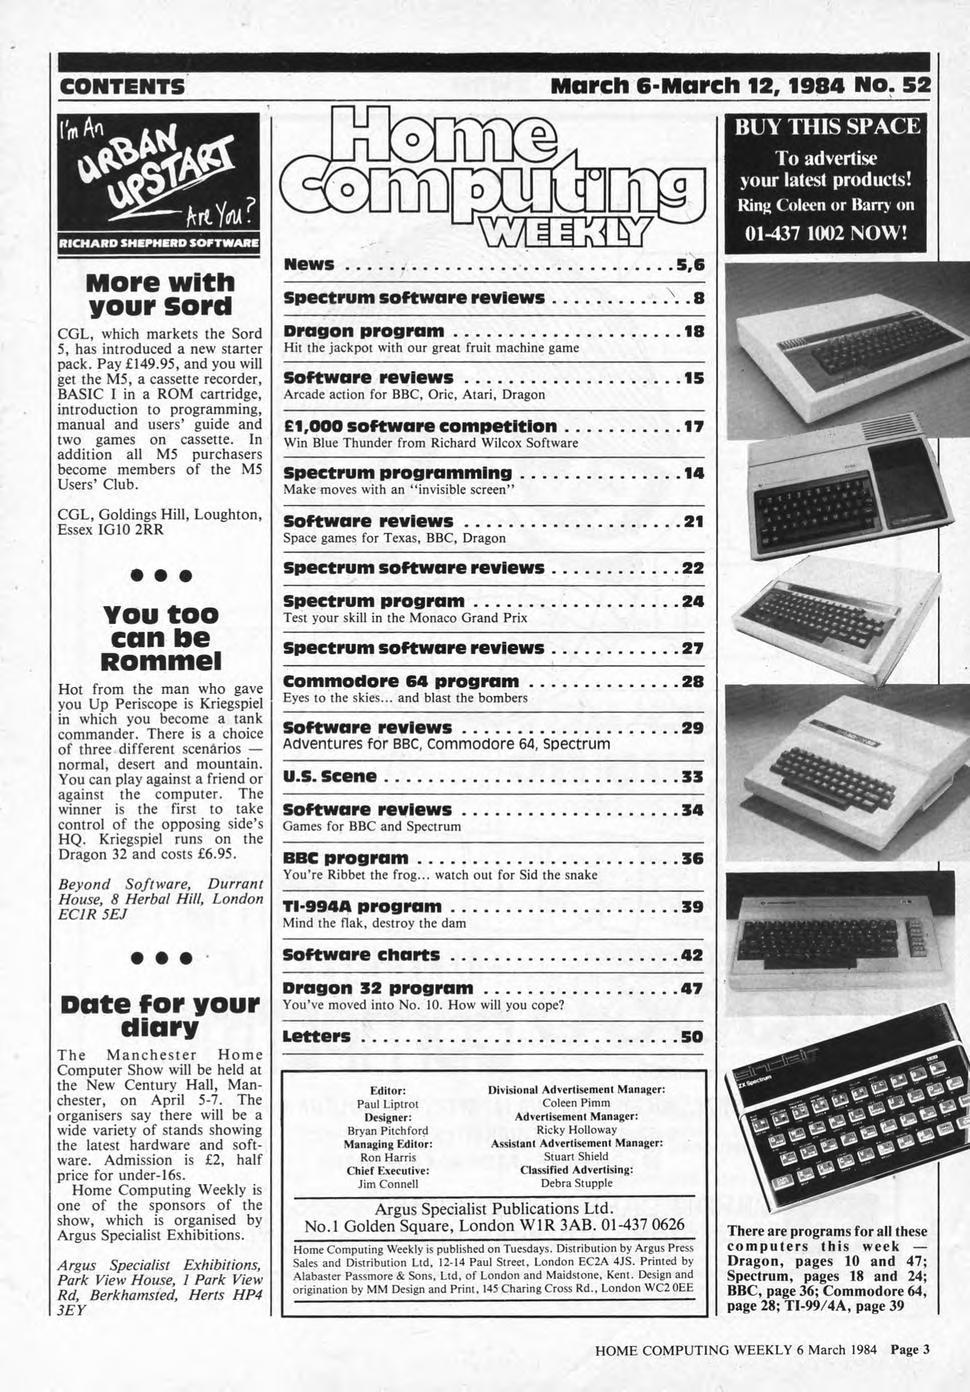 CONTENTS
March 6-March 12, 1984 No. 52
I'm An
URBAN
UPSTART
Are You?
RICHARD SHEPHERD SOFTWARE
More with
your Sord
CGL, which markets the Sord
5, has introduced a new starter
pack. Pay £149.95, and you will
get the M5, a cassette recorder,
BASIC I in a ROM cartridge,
introduction to programming,
manual and users' guide and
two games on cassette. In
addition all M5 purchasers
become members of the M5
Users' Club.
CGL, Goldings Hill, Loughton,
Essex IG10 2RR
• • •
You too
can be
Rommel
Hot from the man who gave
you Up Periscope is Kriegspiel
in which you become a tank
commander. There is a choice
of three different scenarios —
normal, desert and mountain.
You can play against a friend or
against the computer. The
winner is the first to take
control of the opposing side's
HQ. Kriegspiel runs on the
Dragon 32 and costs £6.95.
Beyond Software, Durrant
House, 8 Herbal Hill, London
EC1R 5EJ
• • •
Date for your
diary
The Manchester Home
Computer Show will be held at
the New Century Hall, Man-
chester, on April 5-7. The
organisers say there will be a
wide variety of stands showing
the latest hardware and soft-
ware. Admission is £2, half
price for under-16s.
Home Computing Weekly is
one of the sponsors of the
show, which is organised by
Argus Specialist Exhibitions.
Argus Specialist Exhibitions,
Park View House, 1 Park View
Rd, Berkhamsted, Herts HP4
3EY
Home
Computing
WEEKLY
News . . . . . . . . . . . . . . . . . . . . . . . . . . . . . . 5,6
Spectrum software reviews . . . . . . . . . . . . . 8
Dragon program . . . . . . . . . . . . . . . . . . . . . 18
Hit the jackpot with our great fruit machine game
Software reviews . . . . . . . . . . . . . . . . . . . . 15
Arcade action for BBC, Oric, Atari, Dragon
£1,000 software competition . . . . . . . . . . . 17
Win Blue Thunder from Richard Wilcox Software
Spectrum programming . . . . . . . . . . . . . . . 14
Make moves with an "invisible screen"
Software reviews . . . . . . . . . . . . . . . . . . . . 21
Space games for Texas, BBC, Dragon
Spectrum software reviews . . . . . . . . . . . . 22
Spectrum program . . . . . . . . . . . . . . . . . . . 24
Test your skill in the Monaco Grand Prix
Spectrum software reviews . . . . . . . . . . . . 27
Commodore 64 program . . . . . . . . . . . . . . 28
Eyes to the skies... and blast the bombers
Software reviews . . . . . . . . . . . . . . . . . . . . 29
Adventures for BBC, Commodore 64, Spectrum
U.S. Scene . . . . . . . . . . . . . . . . . . . . . . . . . . . 33
Software reviews . . . . . . . . . . . . . . . . . . . . 34
Games for BBC and Spectrum
BBC program . . . . . . . . . . . . . . . . . . . . . . . . 36
You're Ribbet the frog... watch out for Sid the snake
TI-994A program . . . . . . . . . . . . . . . . . . . . . 39
Mind the flak, destroy the dam
Software charts . . . . . . . . . . . . . . . . . . . . . 42
Dragon 32 program . . . . . . . . . . . . . . . . . . 47
You've moved into No. 10. How will you cope?
Letters . . . . . . . . . . . . . . . . . . . . . . . . . . . . . 50
Editor:
Paul Liptrot
Designer:
Bryan Pitchford
Managing Editor:
Ron Harris
Chief Executive:
Jim Connell
Divisional Advertisement Manager:
Coleen Pimm
Advertisement Manager:
Ricky Holloway
Assistant Advertisement Manager:
Stuart Shield
Classified Advertising:
Debra Stupple
Argus Specialist Publications Ltd.
No.1 Golden Square, London W1R 3AB. 01-437 0626
Home Computing Weekly is published on Tuesdays. Distribution by Argus Press
Sales and Distribution Ltd, 12-14 Paul Street, London EC2A 4JS. Printed by
Alabaster Passmore & Sons, Ltd, of London and Maidstone, Kent. Design and
origination by MM Design and Print, 145 Charing Cross Rd., London WC2 0EE
BUY THIS SPACE
To advertise
your latest products!
Ring Coleen or Barry on
01-437 1002 NOW!
sinclair
ZX Spectrum
There are programs for all these
computers this week —
Dragon, pages 10 and 47;
Spectrum, pages 18 and 24;
BBC, page 36; Commodore 64,
page 28; TI-99/4A, page 39
HOME COMPUTING WEEKLY 6 March 1984 Page 3